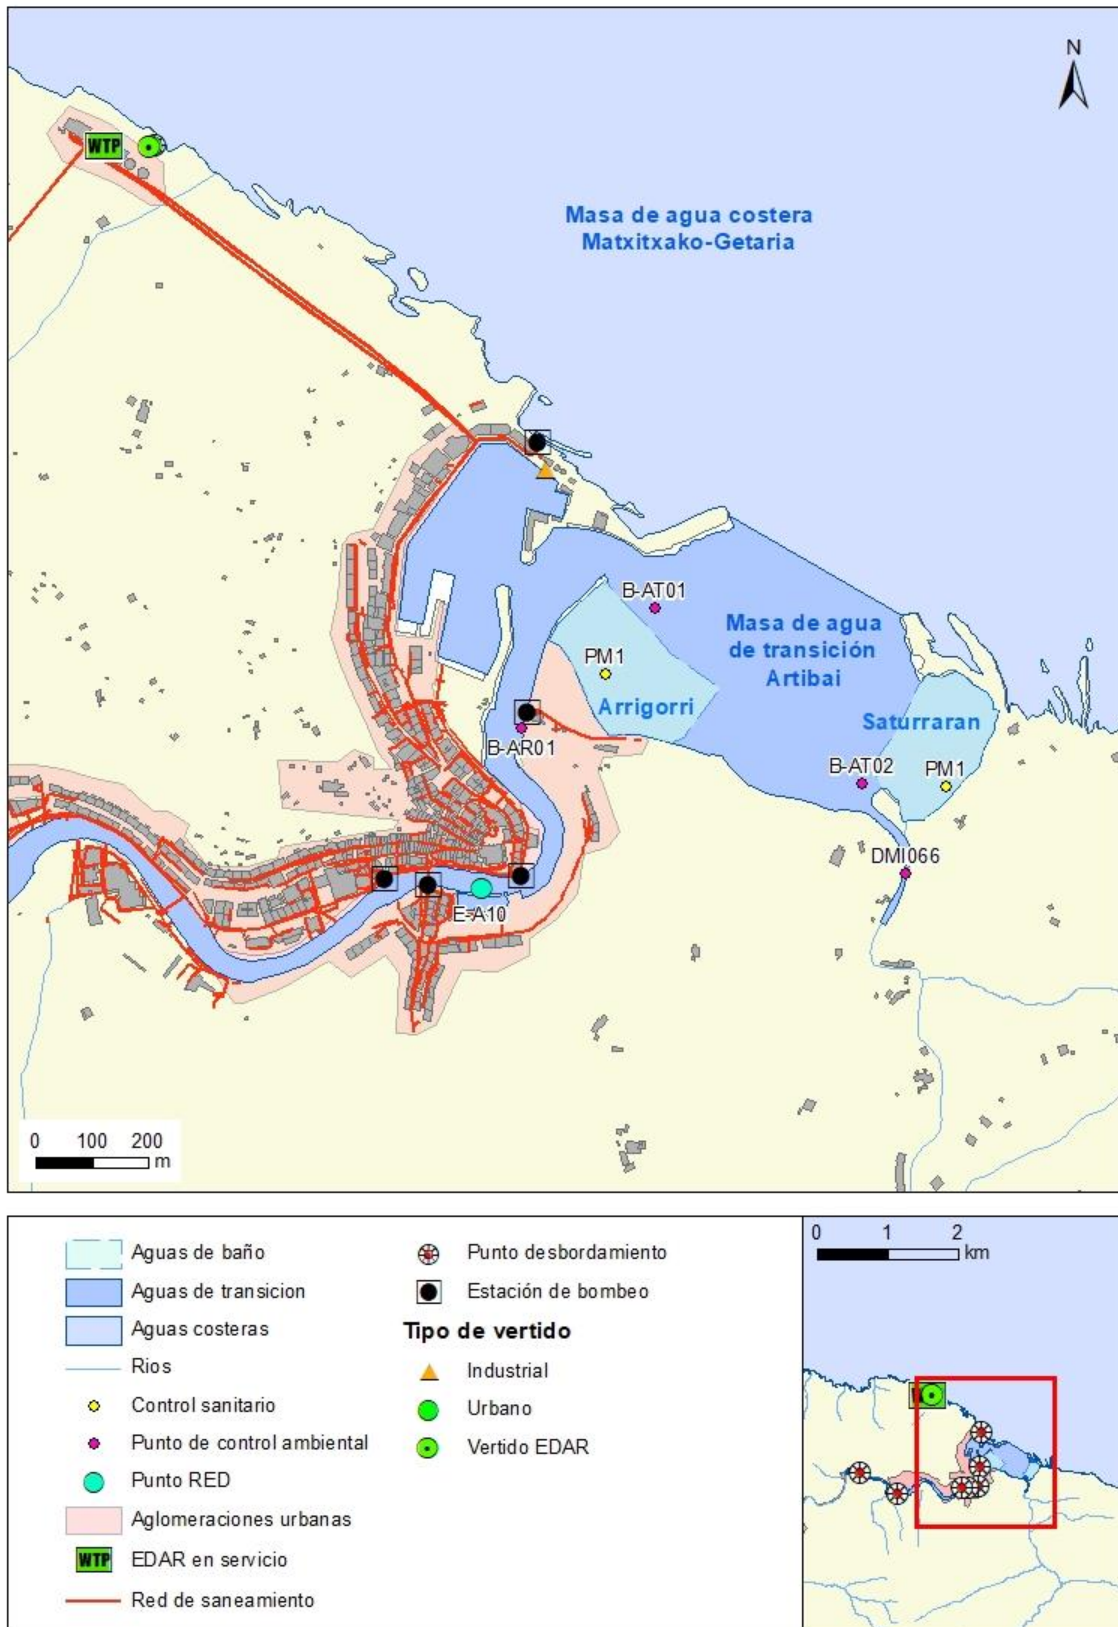 N
WTP
Masa de agua costera
Matxitxako-Getaria
B-AT01
Masa de agua
de transición
Artibai
PM1
Arrigorri
Saturraran
B-AR01
B-AT02
PM1
DMI066
E-A10
0 100 200
m
Aguas de baño
Aguas de transicion
Aguas costeras
Rios
Control sanitario
Punto de control ambiental
Punto RED
Aglomeraciones urbanas
WTP EDAR en servicio
Red de saneamiento
Punto desbordamiento
Estación de bombeo
Tipo de vertido
Industrial
Urbano
Vertido EDAR
0 1 2
km